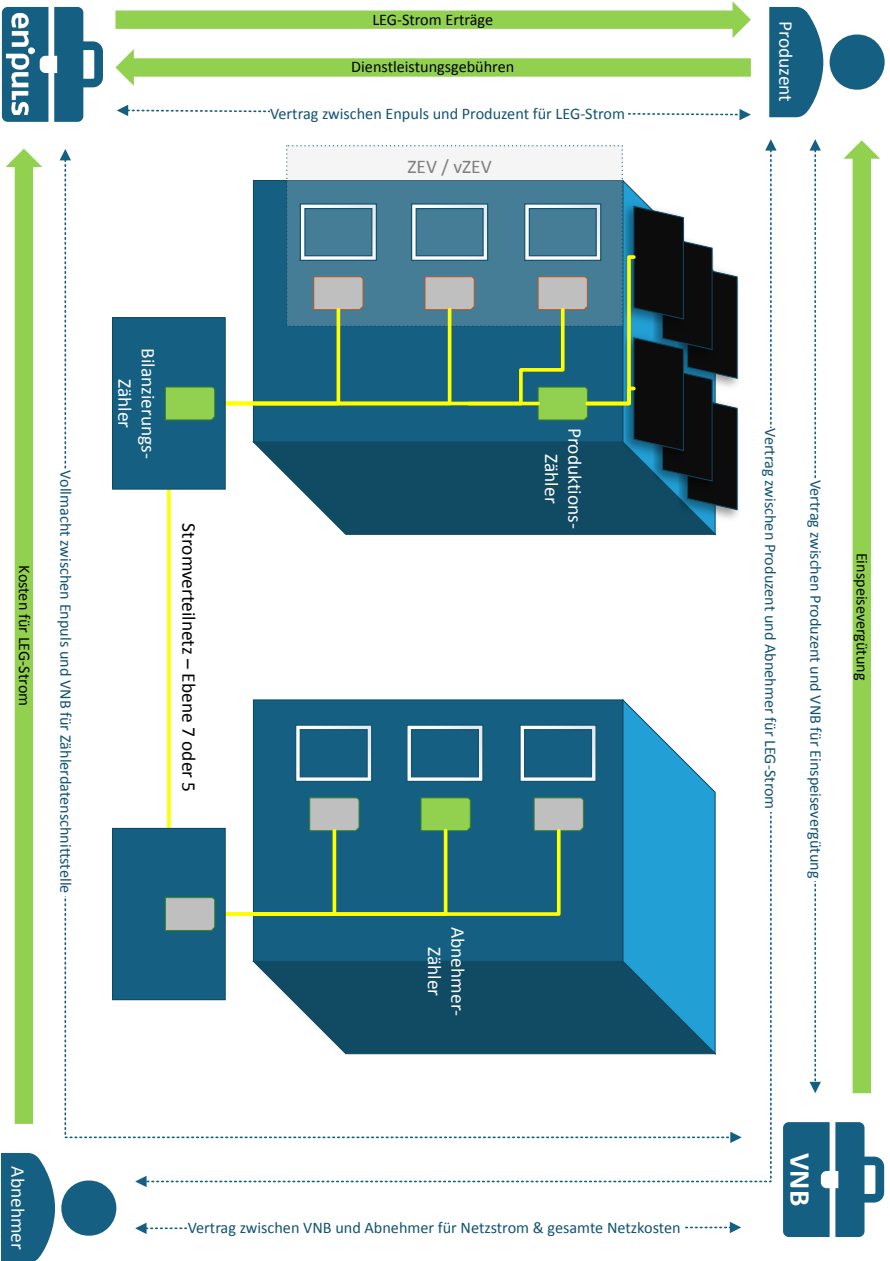 LEG-Strom Erträge
Dienstleistungsgebühren
Vertrag zwischen Enpuls und Produzent für LEG-Strom
en:puls
Produzent
Einspeisevergütung
Vertrag zwischen Produzent und VNB für Einspeisevergütung
Vertrag zwischen Produzent und Abnehmer für LEG-Strom
ZEV / vZEV
Produktions-
Zähler
Bilanzierungs-
Zähler
Stromverteilnetz – Ebene 7 oder 5
Abnehmer-
Zähler
Vollmacht zwischen Enpuls und VNB für Zählerdatenschnittstelle
Kosten für LEG-Strom
VNB
Abnehmer
Vertrag zwischen VNB und Abnehmer für Netzstrom & gesamte Netzkosten